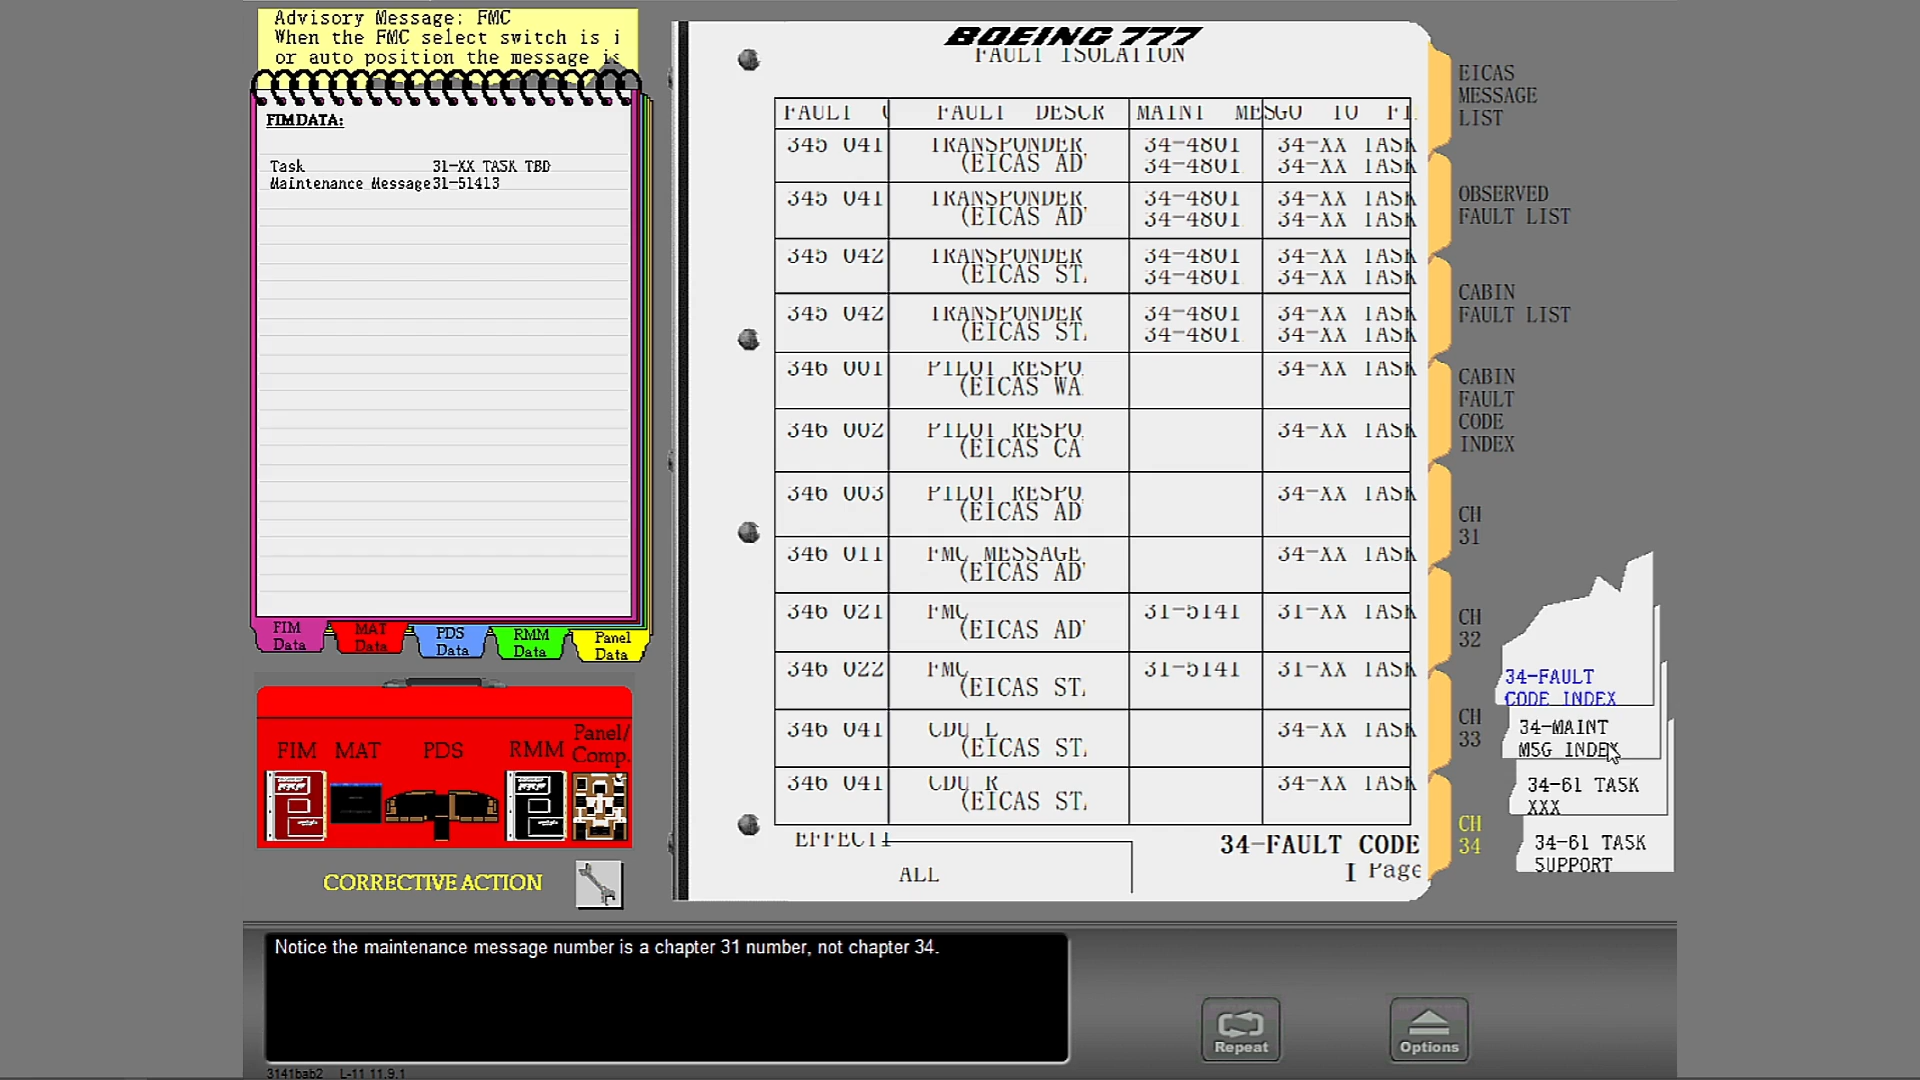 Advisory Message: FMC
When the FMC select switch is i
or auto position the message is
FIM DATA:
Task 31-XX TASK TBD
Maintenance Message 31-51413
FIM Data
MAT Data
PDS Data
RMM Data
Panel Data
FIM MAT PDS RMM Panel/ Comp.
CORRECTIVE ACTION
BOEING 777
FAULT ISOLATION
FAULT FAULT DESCR MAINT MES GO TO FI
345 041 TRANSPONDER 34-4801 34-XX TASK
(EICAS AD 34-4801 34-XX TASK
345 041 TRANSPONDER 34-4801 34-XX TASK
(EICAS AD 34-4801 34-XX TASK
345 042 TRANSPONDER 34-4801 34-XX TASK
(EICAS ST 34-4801 34-XX TASK
345 042 TRANSPONDER 34-4801 34-XX TASK
(EICAS ST 34-4801 34-XX TASK
346 001 PILOT RESPO 34-XX TASK
(EICAS WA
346 002 PILOT RESPO 34-XX TASK
(EICAS CA
346 003 PILOT RESPO 34-XX TASK
(EICAS AD
346 011 FMC MESSAGE 34-XX TASK
(EICAS AD
346 021 FMC 31-5141 31-XX TASK
(EICAS AD
346 022 FMC 31-5141 31-XX TASK
(EICAS ST
346 041 CDU L 34-XX TASK
(EICAS ST
346 041 CDU R 34-XX TASK
(EICAS ST
EFFECTI
ALL
34-FAULT CODE
I Page
EICAS
MESSAGE
LIST
OBSERVED
FAULT LIST
CABIN
FAULT LIST
CABIN
FAULT
CODE
INDEX
CH
31
CH
32
CH
33
CH
34
34-FAULT
CODE INDEX
34-MAINT
MSG INDEX
34-61 TASK
XXX
34-61 TASK
SUPPORT
Notice the maintenance message number is a chapter 31 number, not chapter 34.
Repeat
Options
3141bab2 L-11 11.9.1